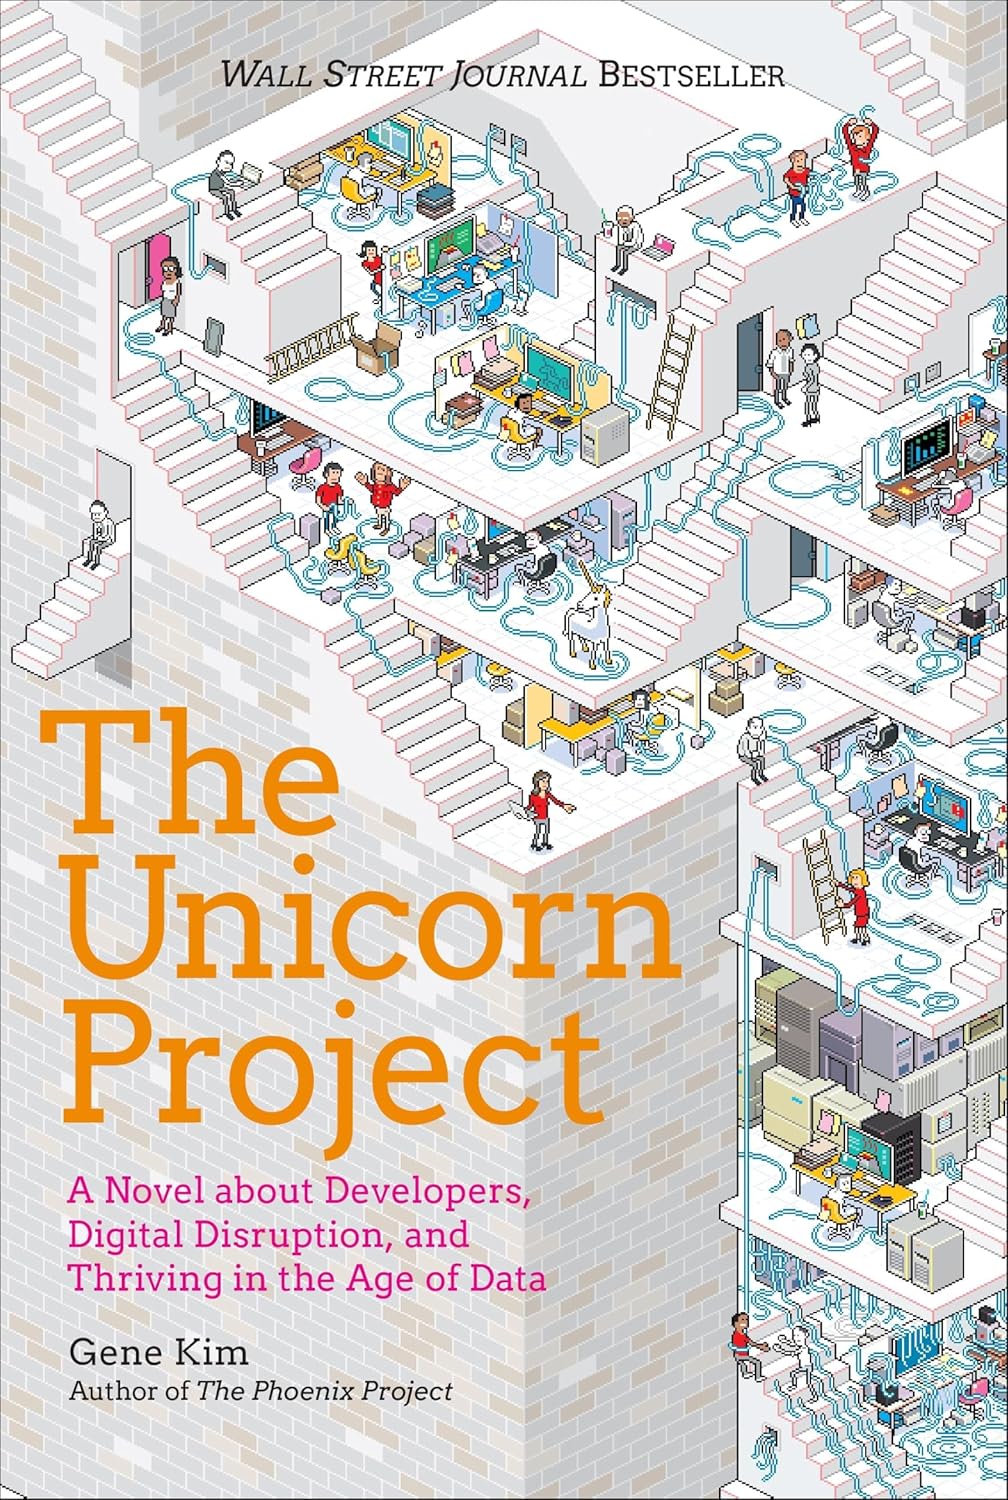 WALL STREET JOURNAL BESTSELLER
The
Unicorn
Project
A Novel about Developers,
Digital Disruption, and
Thriving in the Age of Data
Gene Kim
Author of The Phoenix Project